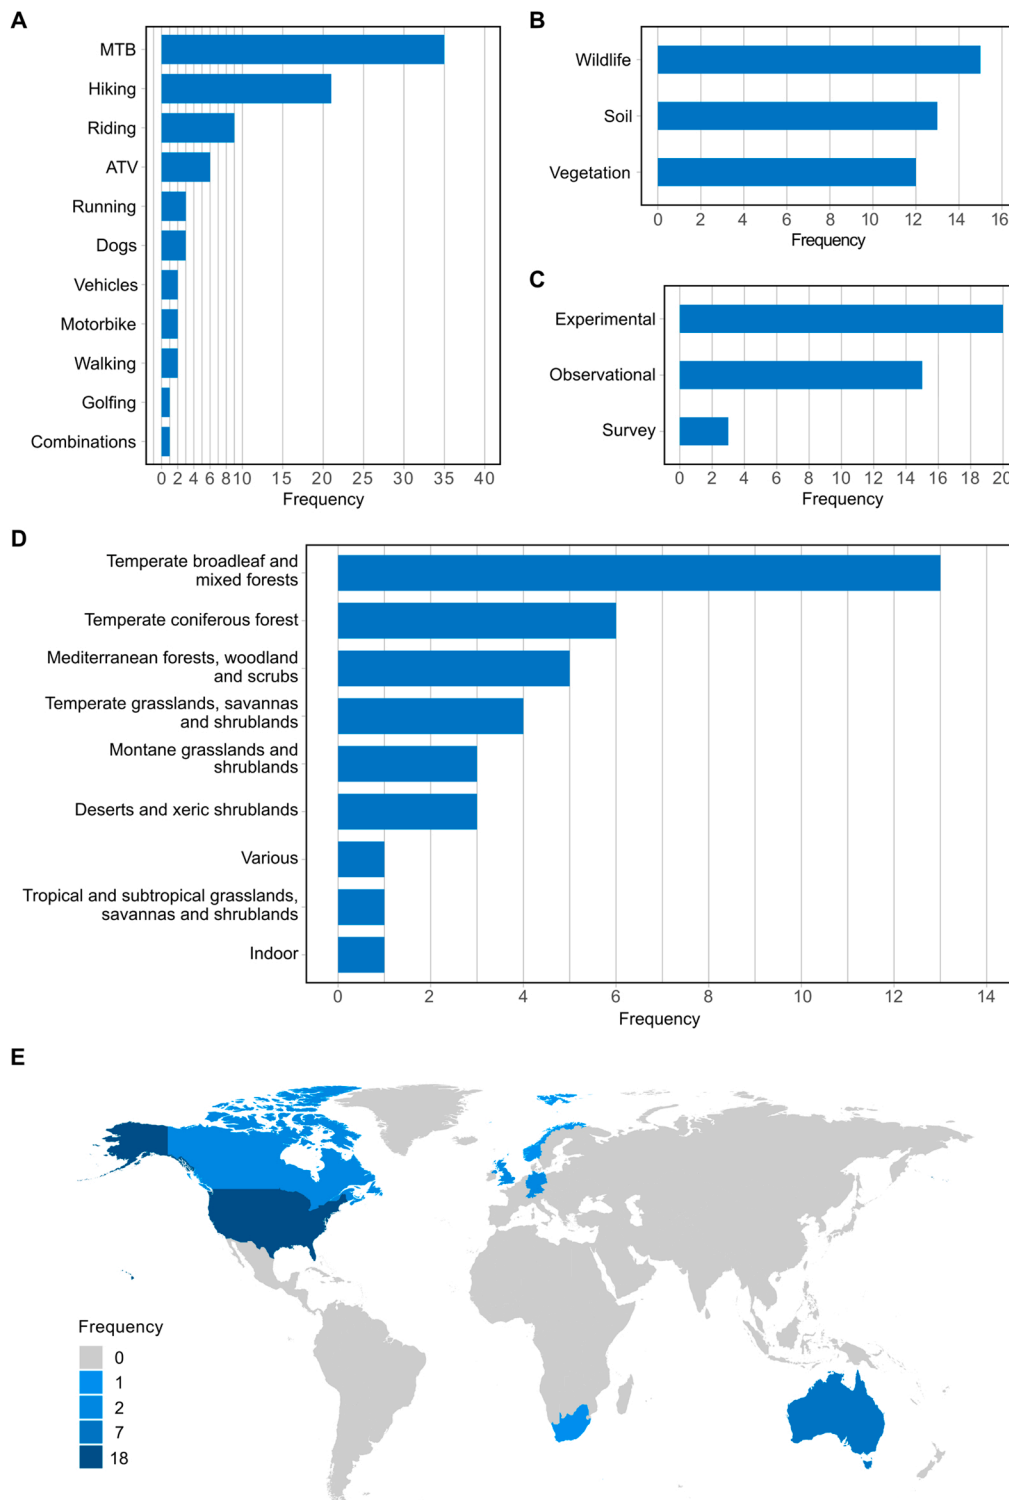 A
MTB
Hiking
Riding
ATV
Running
Dogs
Vehicles
Motorbike
Walking
Golfing
Combinations
0 2 4 6 8 10 15 20 25 30 35 40
Frequency
B
Wildlife
Soil
Vegetation
0 2 4 6 8 10 12 14 16
Frequency
C
Experimental
Observational
Survey
0 2 4 6 8 10 12 14 16 18 20
Frequency
D
Temperate broadleaf and
mixed forests
Temperate coniferous forest
Mediterranean forests, woodland
and scrubs
Temperate grasslands, savannas
and shrublands
Montane grasslands and
shrublands
Deserts and xeric shrublands
Various
Tropical and subtropical grasslands,
savannas and shrublands
Indoor
0 2 4 6 8 10 12 14
Frequency
E
Frequency
0
1
2
7
18